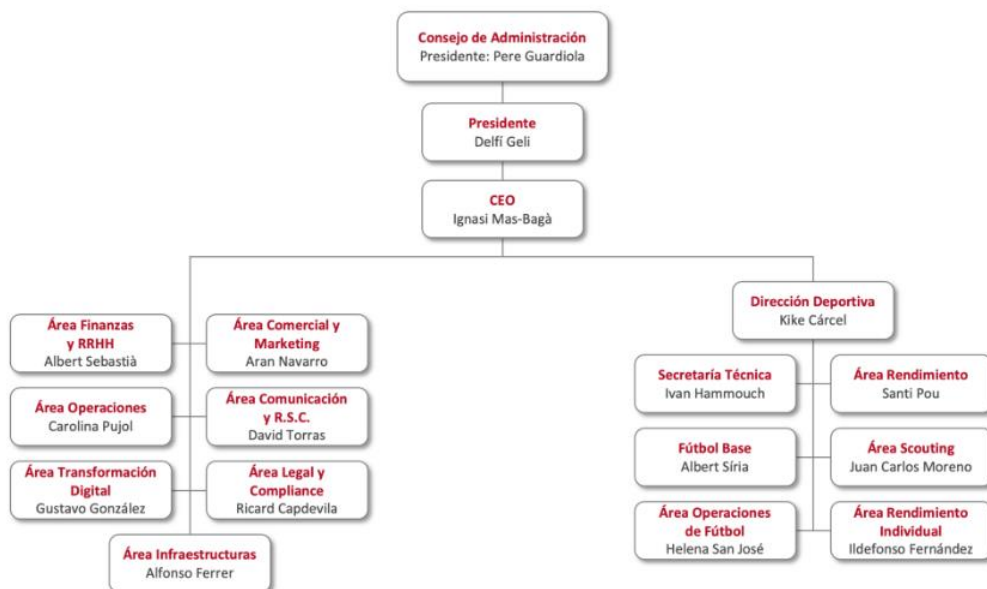 Consejo de Administración
Presidente: Pere Guardiola
Presidente
Delfí Geli
CEO
Ignasi Mas-Bagà
Área Finanzas
y RRHH
Albert Sebastià
Área Comercial y
Marketing
Aran Navarro
Área Operaciones
Carolina Pujol
Área Comunicación
y R.S.C.
David Torras
Área Transformación
Digital
Gustavo González
Área Legal y
Compliance
Ricard Capdevila
Área Infraestructuras
Alfonso Ferrer
Dirección Deportiva
Kike Cárcel
Secretaría Técnica
Ivan Hammouch
Área Rendimiento
Santi Pou
Fútbol Base
Albert Síria
Área Scouting
Juan Carlos Moreno
Área Operaciones
de Fútbol
Helena San José
Área Rendimiento
Individual
Ildefonso Fernández